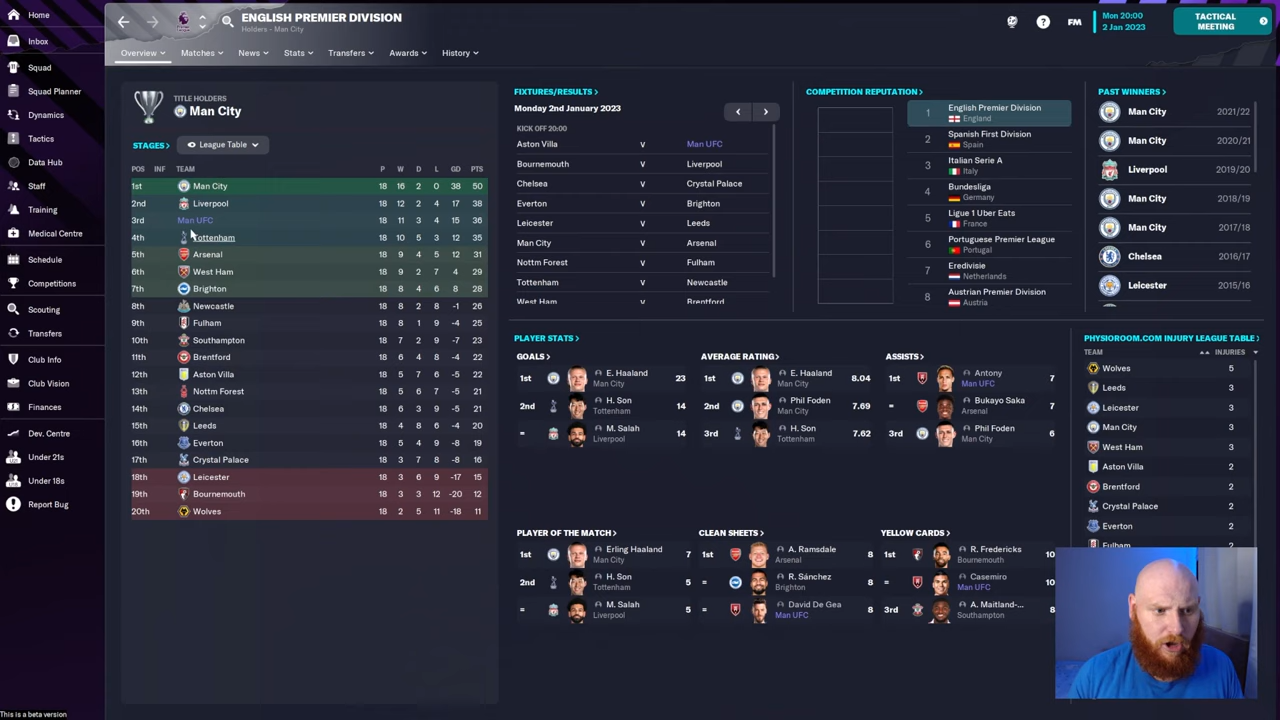 Home
Inbox
Squad
Squad Planner
Dynamics
Tactics
Data Hub
Staff
Training
Medical Centre
Schedule
Competitions
Scouting
Transfers
Club Info
Club Vision
Finances
Dev. Centre
Under 21s
Under 18s
Report Bug
This is a beta version
ENGLISH PREMIER DIVISION
Holders - Man City
FM
Mon 20:00
2 Jan 2023
TACTICAL
MEETING
Overview
Matches
News
Stats
Transfers
Awards
History
TITLE HOLDERS
Man City
STAGES
League Table
POS INF TEAM P W D L GD PTS
1st Man City 18 16 2 0 38 50
2nd Liverpool 18 12 2 4 17 38
3rd Man UFC 18 11 3 4 15 36
4th Tottenham 18 10 5 3 12 35
5th Arsenal 18 9 4 5 12 31
6th West Ham 18 9 2 7 4 29
7th Brighton 18 8 4 6 8 28
8th Newcastle 18 8 2 8 -1 26
9th Fulham 18 8 1 9 -4 25
10th Southampton 18 7 2 9 -7 23
11th Brentford 18 6 4 8 -4 22
12th Aston Villa 18 5 7 6 -5 22
13th Nottm Forest 18 5 6 7 -5 21
14th Chelsea 18 6 3 9 -5 21
15th Leeds 18 4 8 6 -4 20
16th Everton 18 5 4 9 -8 19
17th Crystal Palace 18 3 7 8 -8 16
18th Leicester 18 3 6 9 -17 15
19th Bournemouth 18 3 3 12 -20 12
20th Wolves 18 2 5 11 -18 11
FIXTURES/RESULTS
Monday 2nd January 2023
KICK OFF 20:00
Aston Villa v Man UFC
Bournemouth v Liverpool
Chelsea v Crystal Palace
Everton v Brighton
Leicester v Leeds
Man City v Arsenal
Nottm Forest v Fulham
Tottenham v Newcastle
West Ham v Brentford
COMPETITION REPUTATION
1 English Premier Division
England
2 Spanish First Division
Spain
3 Italian Serie A
Italy
4 Bundesliga
Germany
5 Ligue 1 Uber Eats
France
6 Portuguese Premier League
Portugal
7 Eredivisie
Netherlands
8 Austrian Premier Division
Austria
PAST WINNERS
Man City 2021/22
Man City 2020/21
Liverpool 2019/20
Man City 2018/19
Man City 2017/18
Chelsea 2016/17
Leicester 2015/16
PLAYER STATS
GOALS
1st E. Haaland 23
Man City
2nd H. Son 14
Tottenham
= M. Salah 14
Liverpool
AVERAGE RATING
1st E. Haaland 8.04
Man City
2nd Phil Foden 7.69
Man City
3rd H. Son 7.62
Tottenham
ASSISTS
1st Antony 7
Man UFC
= Bukayo Saka 7
Arsenal
3rd Phil Foden 6
Man City
PLAYER OF THE MATCH
1st Erling Haaland 7
Man City
2nd H. Son 5
Tottenham
= M. Salah 5
Liverpool
CLEAN SHEETS
1st A. Ramsdale 8
Arsenal
= R. Sánchez 8
Brighton
= David De Gea 8
Man UFC
YELLOW CARDS
1st R. Fredericks 10
Bournemouth
= Casemiro 10
Man UFC
3rd A. Maitland-... 8
Southampton
PHYSIOROOM.COM INJURY LEAGUE TABLE
TEAM INJURIES
Wolves 5
Leeds 3
Leicester 3
Man City 3
West Ham 3
Aston Villa 2
Brentford 2
Crystal Palace 2
Everton 2
Fulham 2